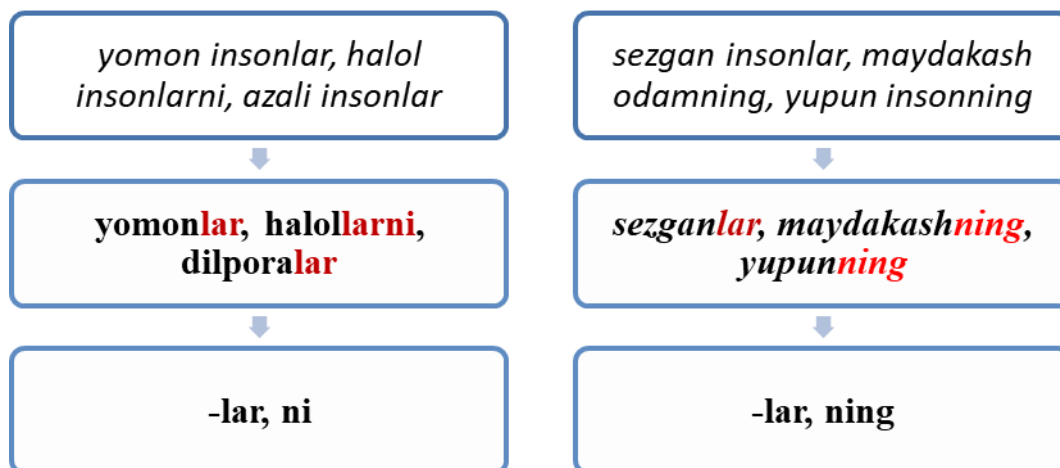 yomon insonlar, halol
insonlarni, azali insonlar
yomonlar, halollarni,
dilporalar
-lar, ni
sezgan insonlar, maydakash
odamning, yupun insonning
sezganlar, maydakashning,
yupunning
-lar, ning